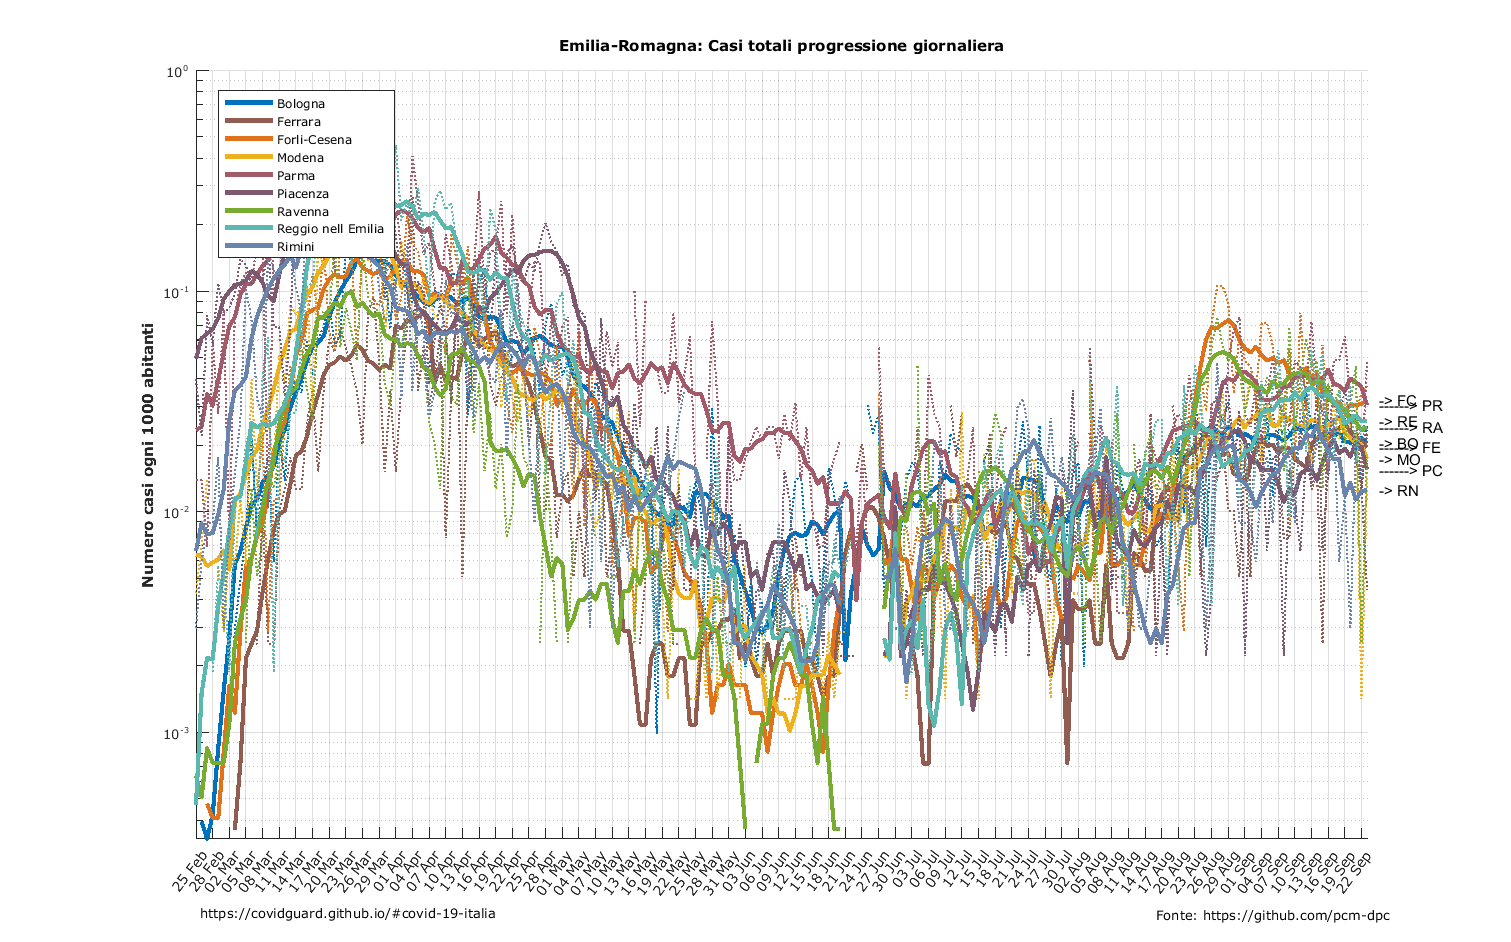 Emilia-Romagna: Casi totali progressione giornaliera
Numero casi ogni 1000 abitanti
10^0
10^-1
10^-2
10^-3
Bologna
Ferrara
Forlì-Cesena
Modena
Parma
Piacenza
Ravenna
Reggio nell Emilia
Rimini
-> FC
-> PR
-> RE
-> RA
-> BO
-> FE
-> MO
-> PC
-> RN
25 Feb
28 Feb
02 Mar
05 Mar
08 Mar
11 Mar
14 Mar
17 Mar
20 Mar
23 Mar
26 Mar
29 Mar
01 Apr
04 Apr
07 Apr
10 Apr
13 Apr
16 Apr
19 Apr
22 Apr
25 Apr
28 Apr
01 May
04 May
07 May
10 May
13 May
16 May
19 May
22 May
25 May
28 May
31 May
03 Jun
06 Jun
09 Jun
12 Jun
15 Jun
18 Jun
21 Jun
24 Jun
27 Jun
30 Jun
03 Jul
06 Jul
09 Jul
12 Jul
15 Jul
18 Jul
21 Jul
24 Jul
27 Jul
30 Jul
02 Aug
05 Aug
08 Aug
11 Aug
14 Aug
17 Aug
20 Aug
23 Aug
26 Aug
29 Aug
01 Sep
04 Sep
07 Sep
10 Sep
13 Sep
16 Sep
19 Sep
22 Sep
https://covidguard.github.io/#covid-19-italia
Fonte: https://github.com/pcm-dpc